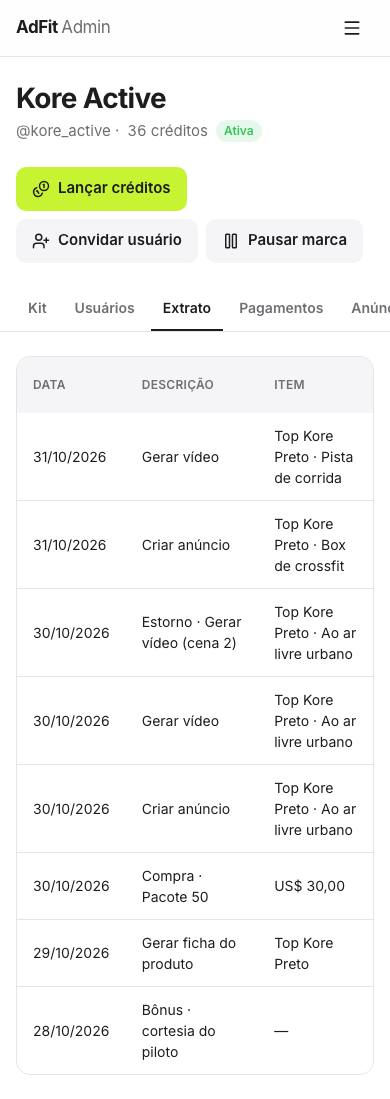 AdFit Admin
Kore Active
@kore_active · 36 créditos Ativa
Lançar créditos
Convidar usuário Pausar marca
Kit Usuários Extrato Pagamentos Anúnc
DATA DESCRIÇÃO ITEM
31/10/2026 Gerar vídeo Top Kore
Preto · Pista
de corrida
31/10/2026 Criar anúncio Top Kore
Preto · Box
de crossfit
30/10/2026 Estorno · Gerar
vídeo (cena 2) Top Kore
Preto · Ao ar
livre urbano
30/10/2026 Gerar vídeo Top Kore
Preto · Ao ar
livre urbano
30/10/2026 Criar anúncio Top Kore
Preto · Ao ar
livre urbano
30/10/2026 Compra ·
Pacote 50 US$ 30,00
29/10/2026 Gerar ficha do
produto Top Kore
Preto
28/10/2026 Bônus ·
cortesia do
piloto —